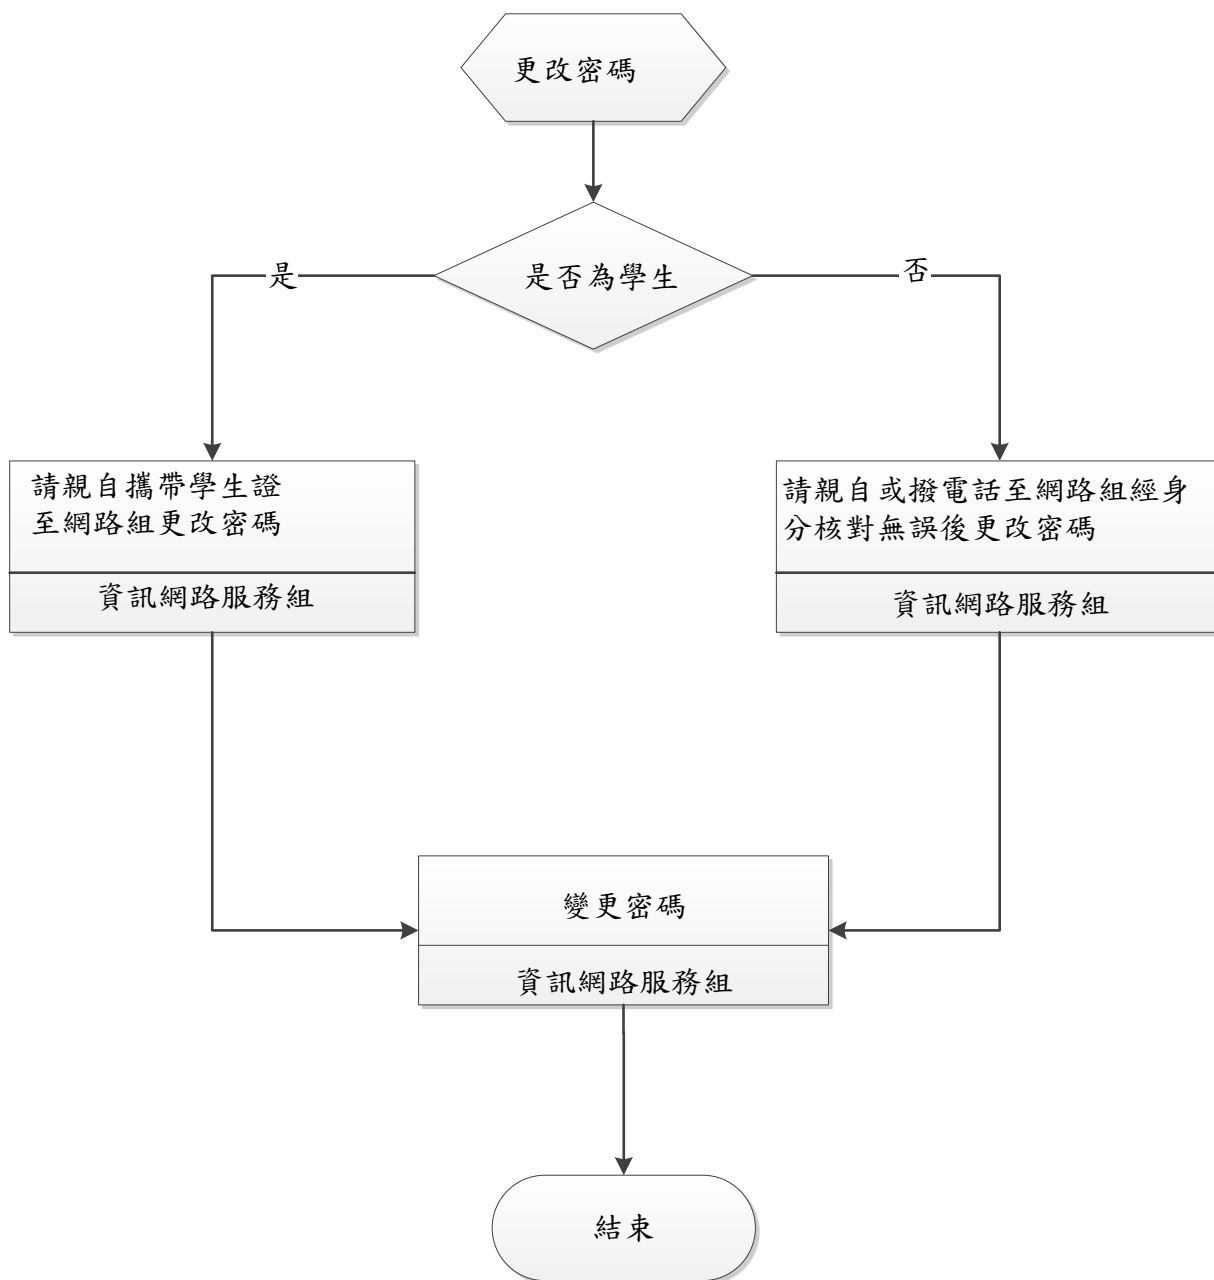 更改密碼
是否為學生
是
否
請親自攜帶學生證
至網路組更改密碼
資訊網路服務組
請親自或撥電話至網路組經身
分核對無誤後更改密碼
資訊網路服務組
變更密碼
資訊網路服務組
結束